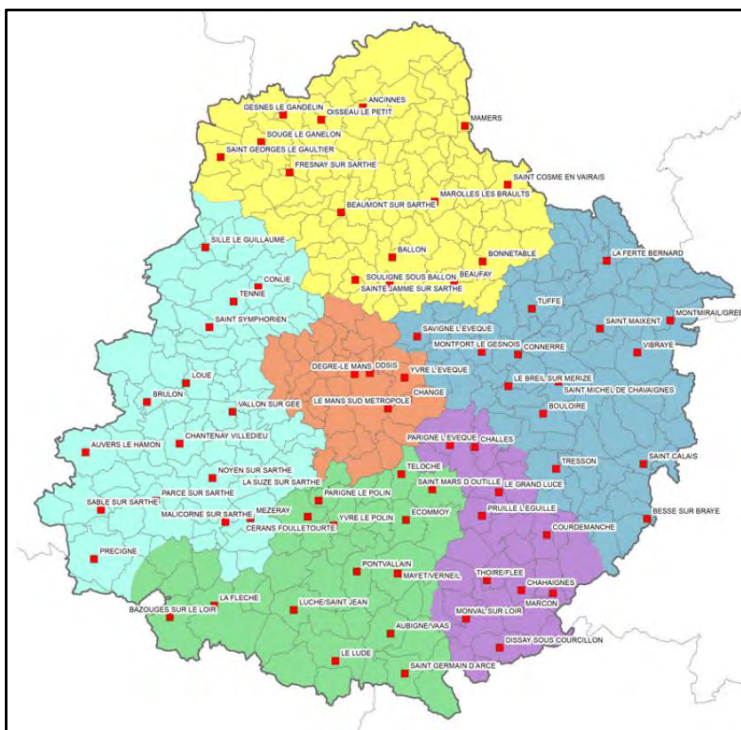 ANCINNES
GESNES LE GANDELIN
OISSEAU LE PETIT
MAMERS
SOUGE LE GANELON
SAINT GEORGES LE GAULTIER
FRESNAY SUR SARTHE
SAINT COSME EN VAIRAIS
MAROLLES LES BRAULTS
BEAUMONT SUR SARTHE
SILLE LE GUILLAUME
BALLON
BONNETABLE
LA FERTE BERNARD
SOULIGNE SOUS BALLON
BEAUFAY
CONLIE
SAINTE JAMME SUR SARTHE
TENNIE
TUFFE
SAINT SYMPHORIEN
SAINT MAIXENT
MONTMIRAIL/GREE
SAVIGNE L'EVEQUE
MONTFORT LE GESNOIS
CONNERRE
VIBRAYE
DEGRE-LE MANS
DDSIS
YVRE L'EVEQUE
LOUE
LE BREIL SUR MERIZE
SAINT MICHEL DE CHAVAIGNES
BRULON
CHANGE
VALLON SUR GEE
LE MANS SUD METROPOLE
BOULOIRE
CHANTENAY VILLEDIEU
PARIGNE L'EVEQUE
CHALLES
AUVERS LE HAMON
TELOCHE
TRESSON
SAINT CALAIS
NOYEN SUR SARTHE
LA SUZE SUR SARTHE
SAINT MARS D'OUTILLE
LE GRAND LUCE
PARCE SUR SARTHE
PARIGNE LE POLIN
SABLE SUR SARTHE
MEZERAY
YVRE LE POLIN
ECOMMOY
PRUILLE L'EGUILLE
BESSE SUR BRAYE
MALICORNE SUR SARTHE
CERANS FOULLETOURTE
COURDEMANCHE
PRECIGNE
PONTVALLAIN
MAYET/VERNEIL
THOIRE/FLEE
CHAHAIGNES
MARCON
LA FLECHE
LUCHE/SAINT JEAN
BAZOUGES SUR LE LOIR
MONVAL SUR LOIR
AUBIGNE/VAAS
DISSAY SOUS COURCILLON
LE LUDE
SAINT GERMAIN D'ARCE